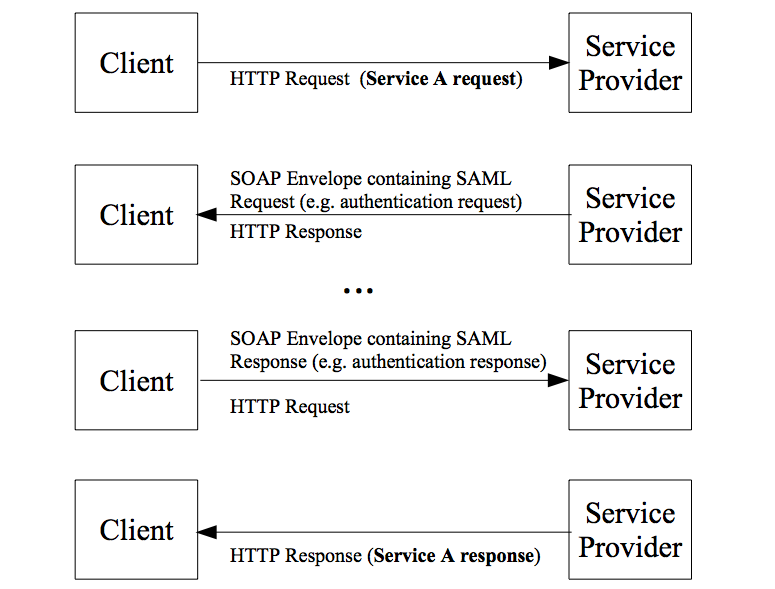 Client
HTTP Request (Service A request)
Service
Provider
Client
SOAP Envelope containing SAML
Request (e.g. authentication request)
HTTP Response
Service
Provider
...
Client
SOAP Envelope containing SAML
Response (e.g. authentication response)
HTTP Request
Service
Provider
Client
HTTP Response (Service A response)
Service
Provider